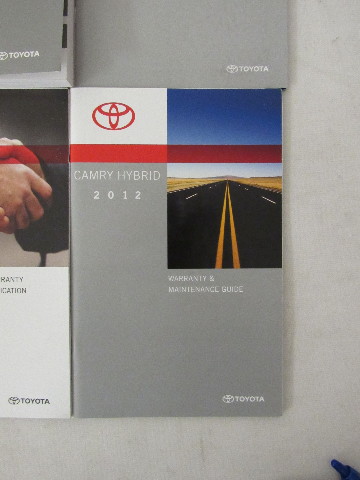 TOYOTA
TOYOTA
CAMRY HYBRID
2012
WARRANTY &
MAINTENANCE GUIDE
RANTY
ICATION
TOYOTA
TOYOTA